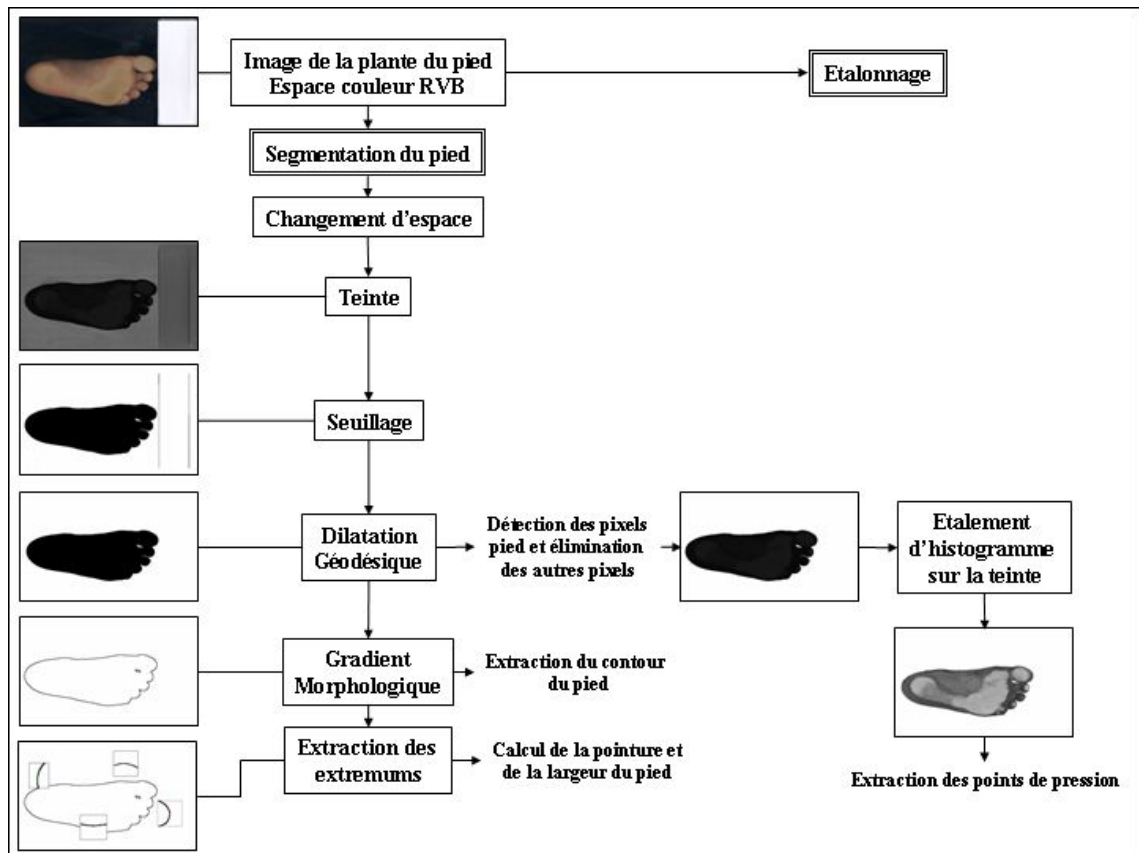 Image de la plante du pied
Espace couleur RVB
Etalonnage
Segmentation du pied
Changement d'espace
Teinte
Seuillage
Dilatation
Géodésique
Détection des pixels
pied et élimination
des autres pixels
Etalement
d'histogramme
sur la teinte
Gradient
Morphologique
Extraction du contour
du pied
Extraction des
extremums
Calcul de la pointure et
de la largeur du pied
Extraction des points de pression